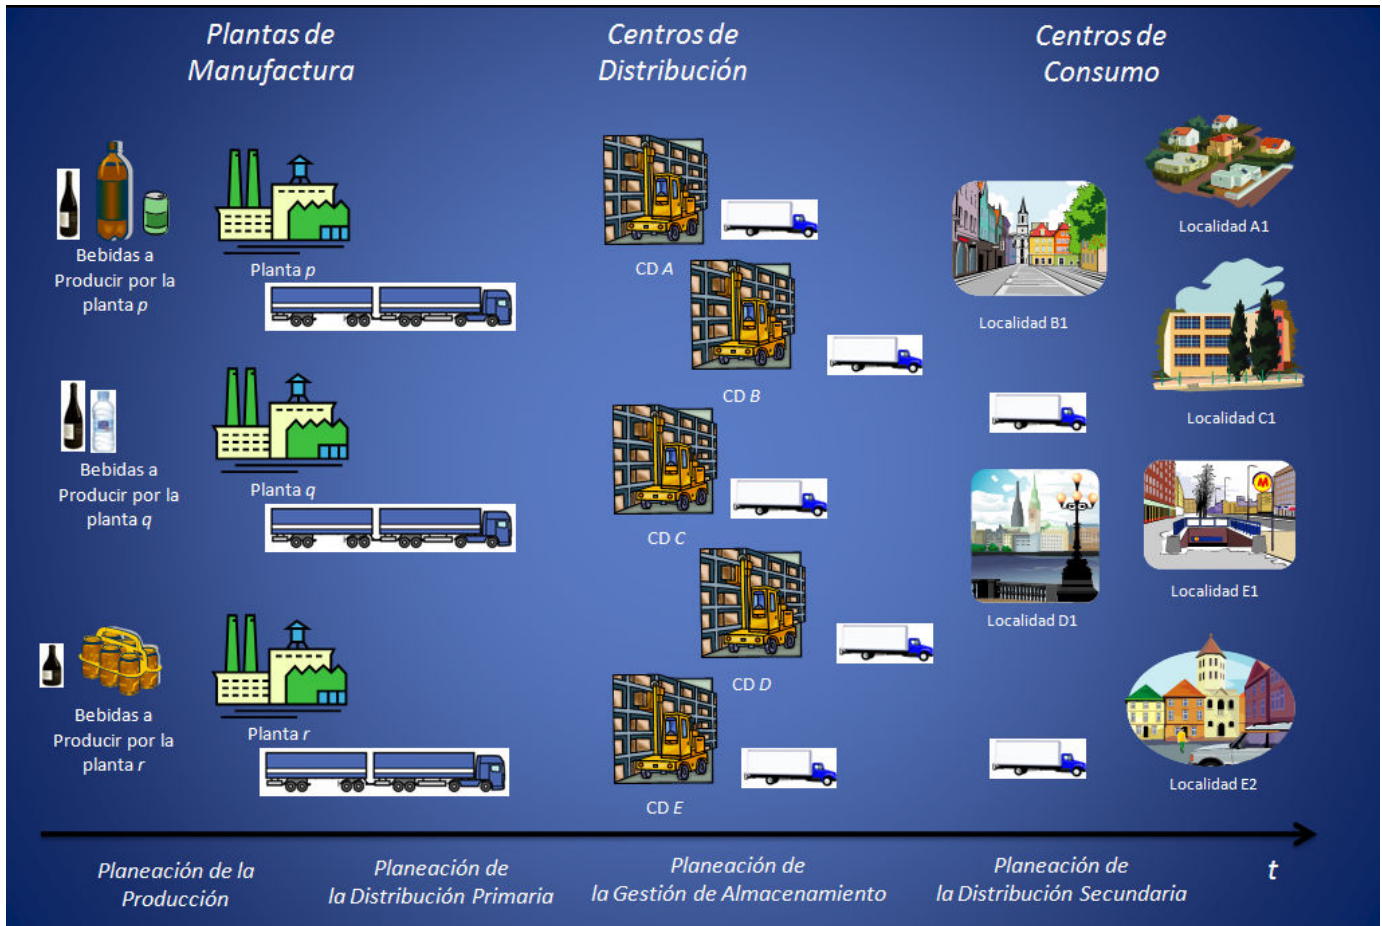 Plantas de
Manufactura
Centros de
Distribución
Centros de
Consumo
Bebidas a
Producir por la
planta p
Planta p
CD A
Localidad A1
Localidad B1
CD B
Bebidas a
Producir por la
planta q
Planta q
CD C
Localidad C1
Localidad D1
M
Localidad E1
Bebidas a
Producir por la
planta r
Planta r
CD D
CD E
Localidad E2
Planeación de la
Producción
Planeación de
la Distribución Primaria
Planeación de
la Gestión de Almacenamiento
Planeación de
la Distribución Secundaria
t